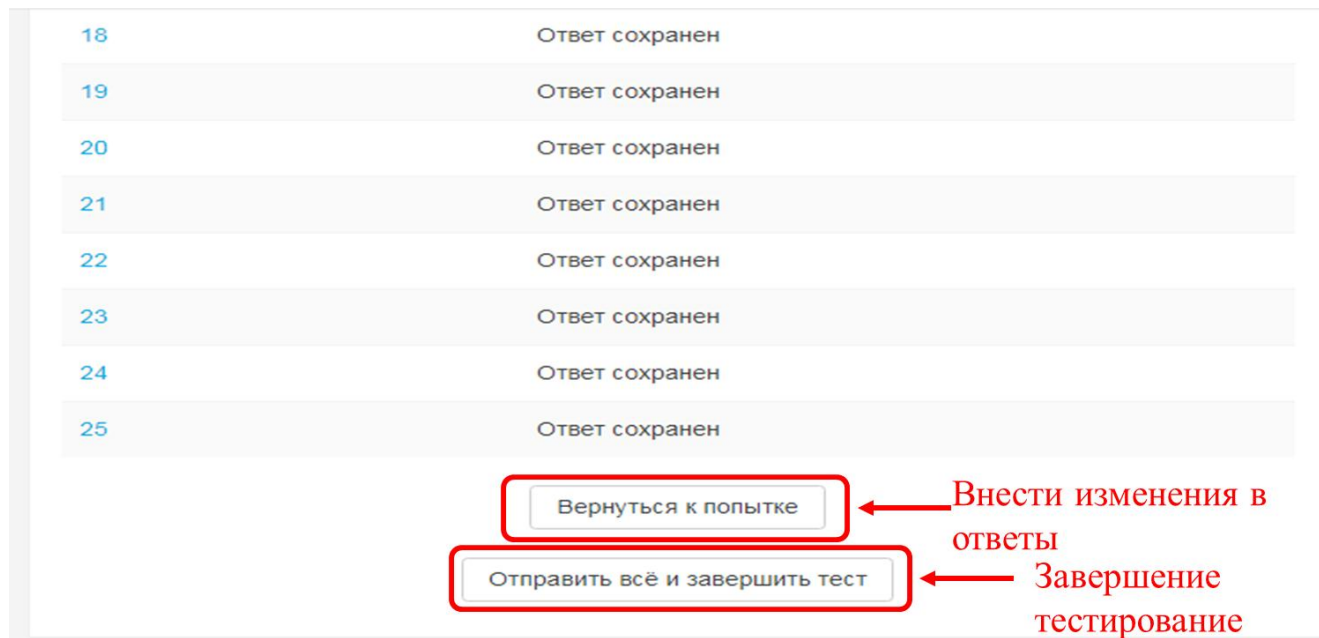 18 Ответ сохранен
19 Ответ сохранен
20 Ответ сохранен
21 Ответ сохранен
22 Ответ сохранен
23 Ответ сохранен
24 Ответ сохранен
25 Ответ сохранен
Вернуться к попытке
Внести изменения в
ответы
Отправить всё и завершить тест
Завершение
тестирование